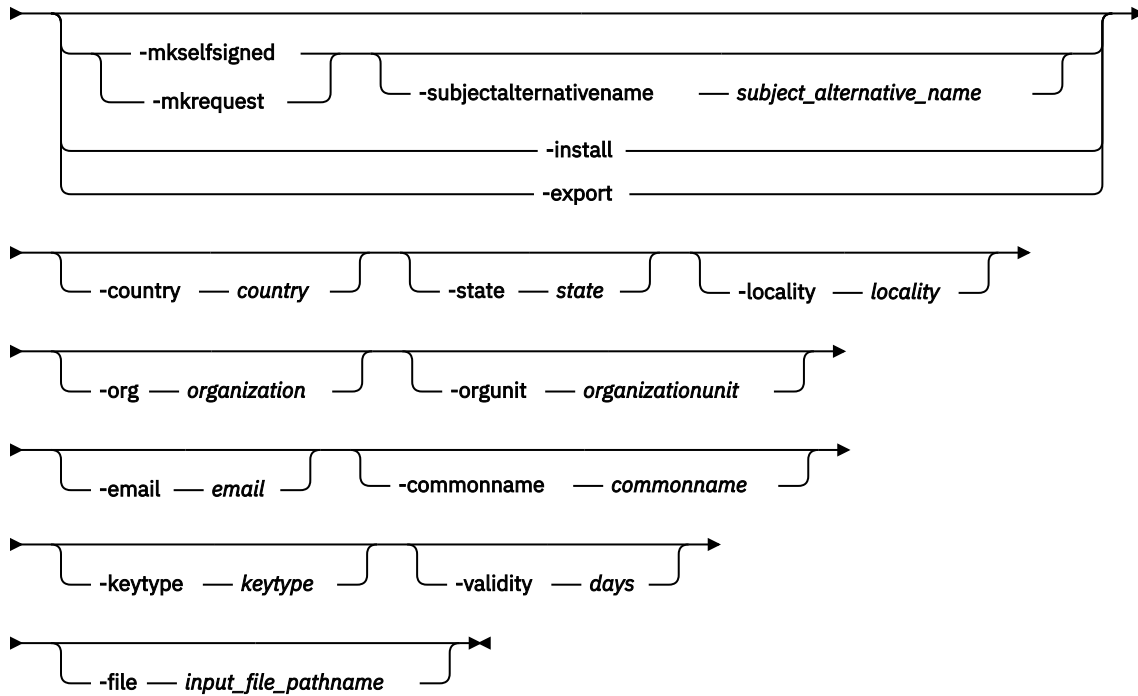 -mkselfsigned
-mkrequest -subjectalternativename subject_alternative_name
-install
-export
-country country -state state -locality locality
-org organization -orgunit organizationunit
-email email -commonname commonname
-keytype keytype -validity days
-file input_file_pathname